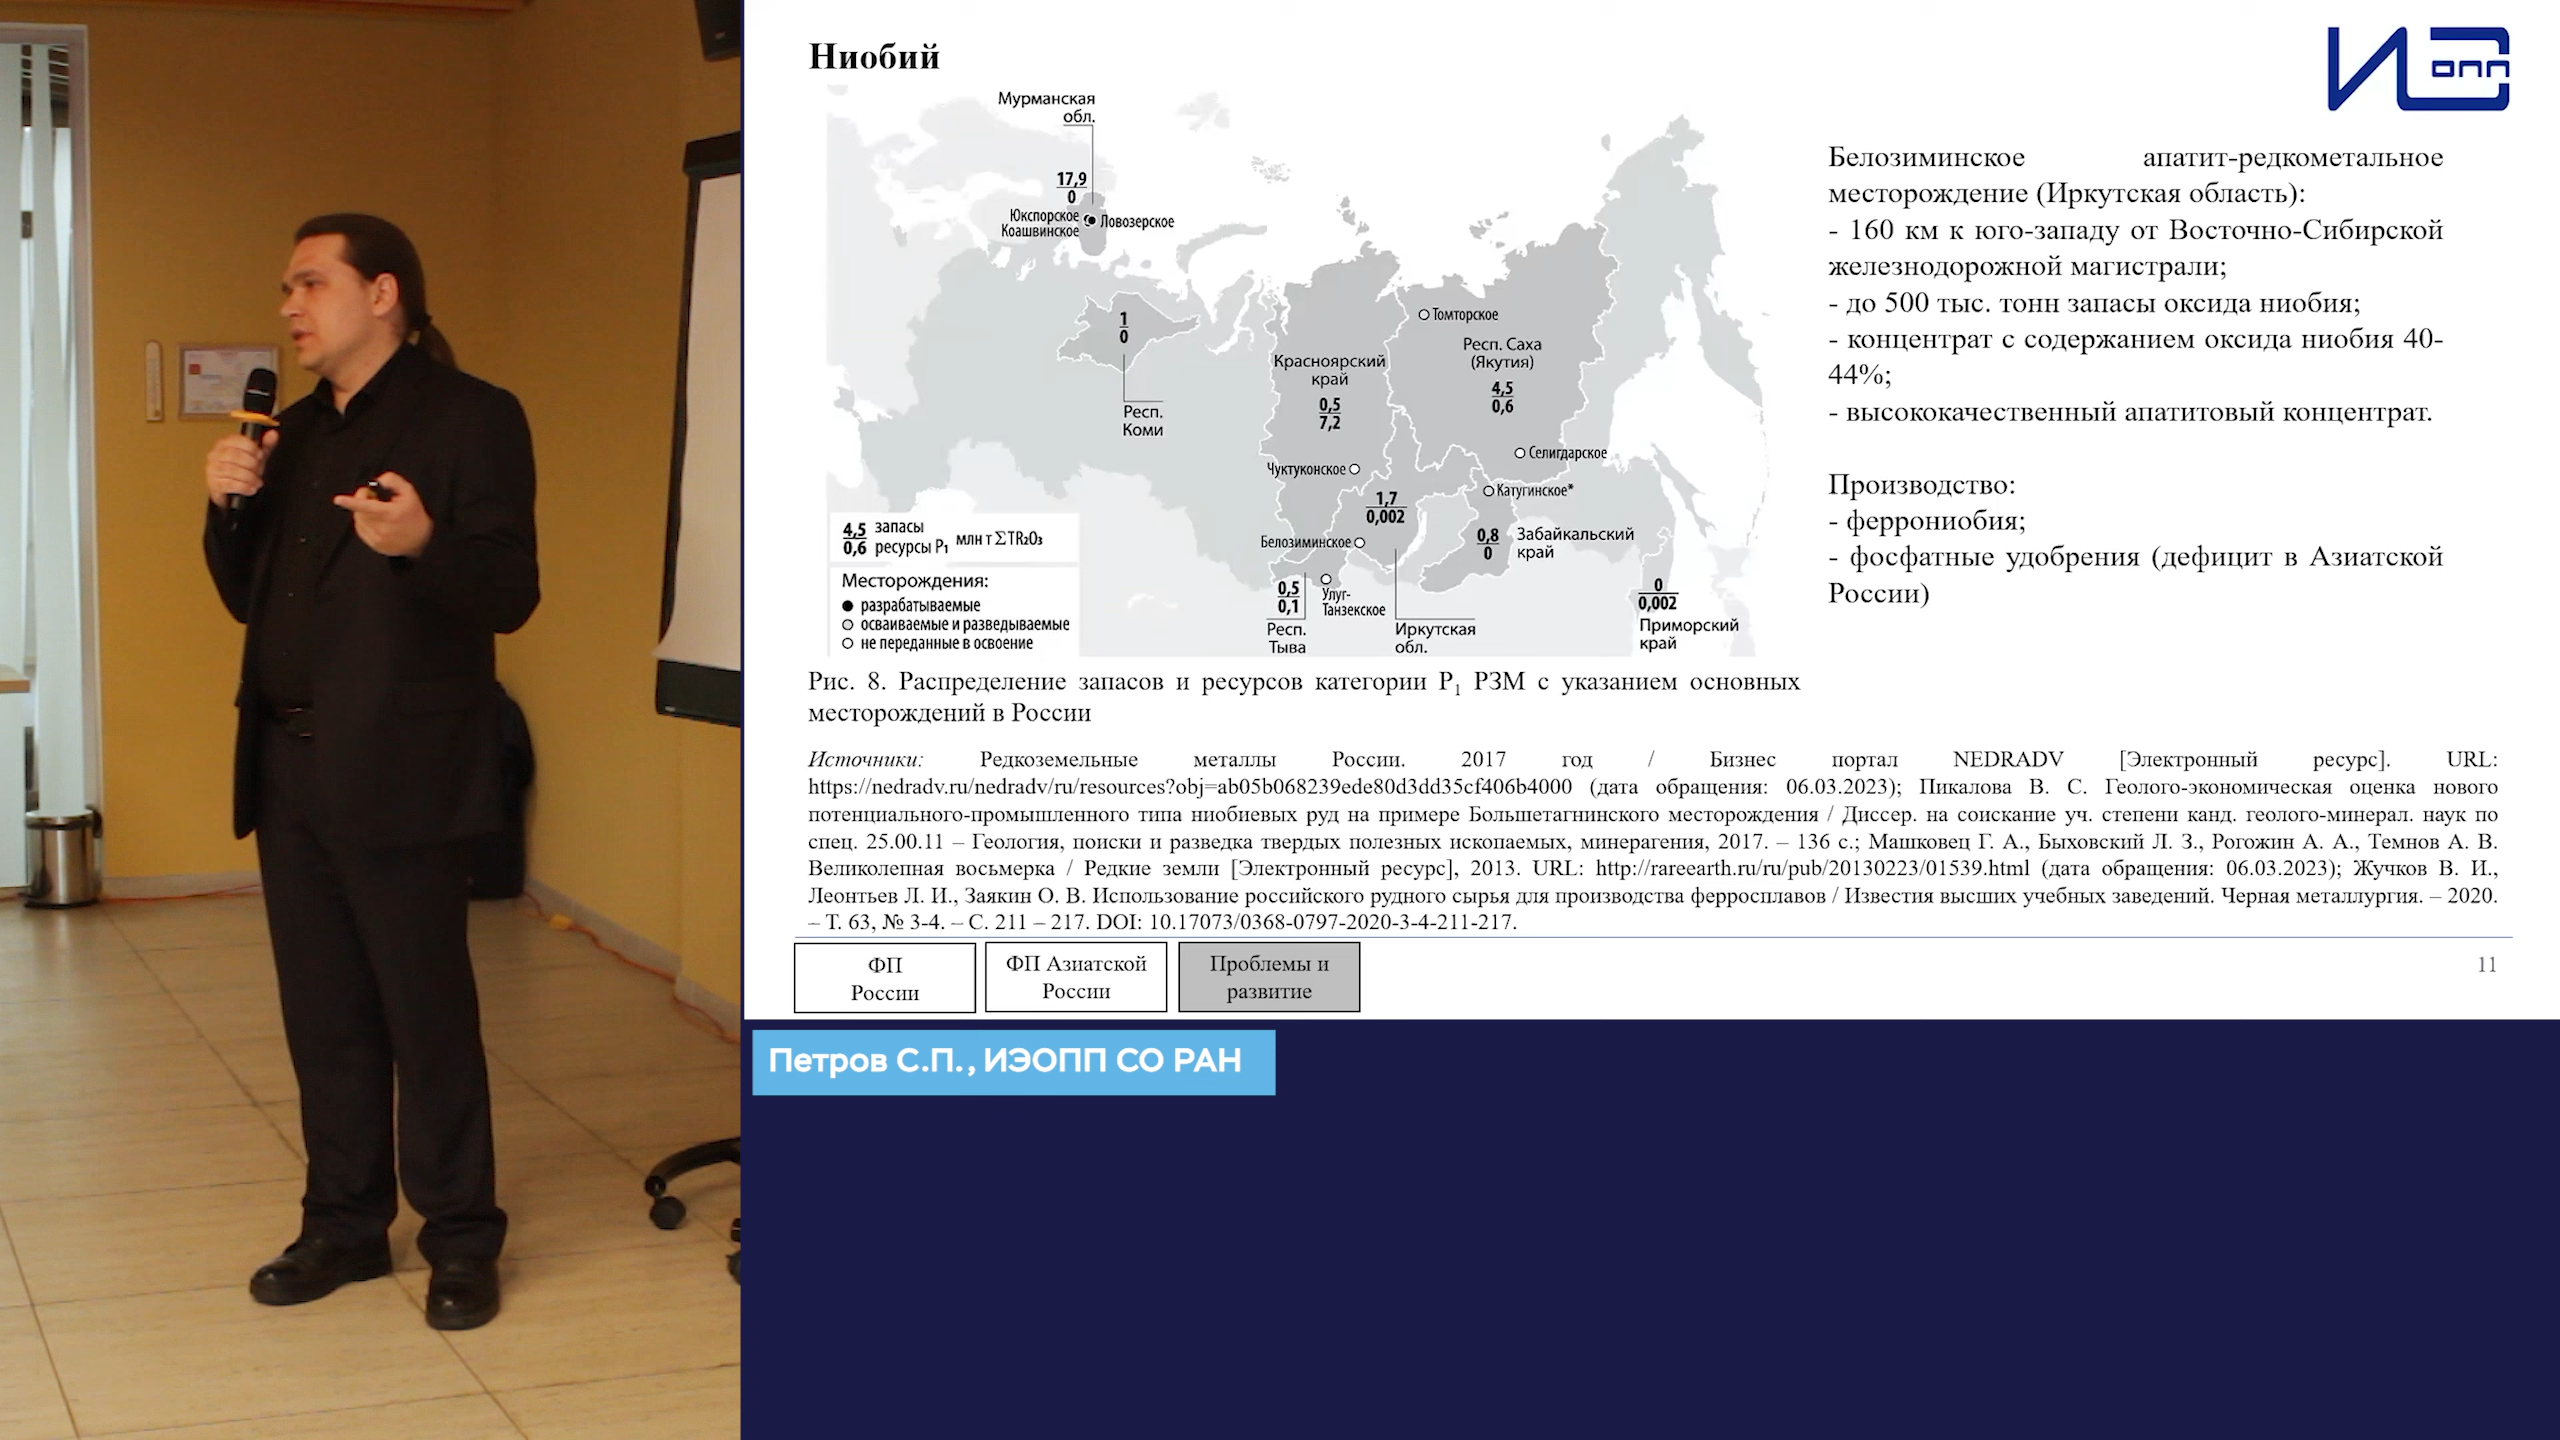 Ниобий
ИЭ
опп
Мурманская
обл.
17,9
0
Юкспорское
Коашвинское
Ловозерское
1
0
Респ.
Коми
Томторское
Респ. Саха
(Якутия)
4,5
0,6
Красноярский
край
0,5
7,2
Селигдарское
Чуктуконское
Катугинское*
1,7
0,002
Белозиминское
0,8
0
Забайкальский
край
0,5
0,1
Респ.
Тыва
Улуг-
Танзекское
Иркутская
обл.
0
0,002
Приморский
край
4,5
0,6
запасы
ресурсы Р₁
млн т ΣTR₂O₃
Месторождения:
разрабатываемые
осваиваемые и разведываемые
не переданные в освоение
Рис. 8. Распределение запасов и ресурсов категории Р₁ РЗМ с указанием основных
месторождений в России
Белозиминское апатит-редкометальное
месторождение (Иркутская область):
- 160 км к юго-западу от Восточно-Сибирской
железнодорожной магистрали;
- до 500 тыс. тонн запасы оксида ниобия;
- концентрат с содержанием оксида ниобия 40-
44%;
- высококачественный апатитовый концентрат.
Производство:
- феррониобия;
- фосфатные удобрения (дефицит в Азиатской
России)
Источники: Редкоземельные металлы России. 2017 год / Бизнес портал NEDRADV [Электронный ресурс]. URL:
https://nedradv.ru/nedradv/ru/resources?obj=ab05b068239ede80d3dd35cf406b4000 (дата обращения: 06.03.2023); Пикалова В. С. Геолого-экономическая оценка нового
потенциального-промышленного типа ниобиевых руд на примере Большетагнинского месторождения / Диссер. на соискание уч. степени канд. геолого-минерал. наук по
спец. 25.00.11 – Геология, поиски и разведка твердых полезных ископаемых, минерагения, 2017. – 136 с.; Машковец Г. А., Быховский Л. З., Рогожин А. А., Темнов А. В.
Великолепная восьмерка / Редкие земли [Электронный ресурс], 2013. URL: http://rareearth.ru/ru/pub/20130223/01539.html (дата обращения: 06.03.2023); Жучков В. И.,
Леонтьев Л. И., Заякин О. В. Использование российского рудного сырья для производства ферросплавов / Известия высших учебных заведений. Черная металлургия. – 2020.
– Т. 63, № 3-4. – С. 211 – 217. DOI: 10.17073/0368-0797-2020-3-4-211-217.
ФП
России
ФП Азиатской
России
Проблемы и
развитие
11
Петров С.П., ИЭОПП СО РАН